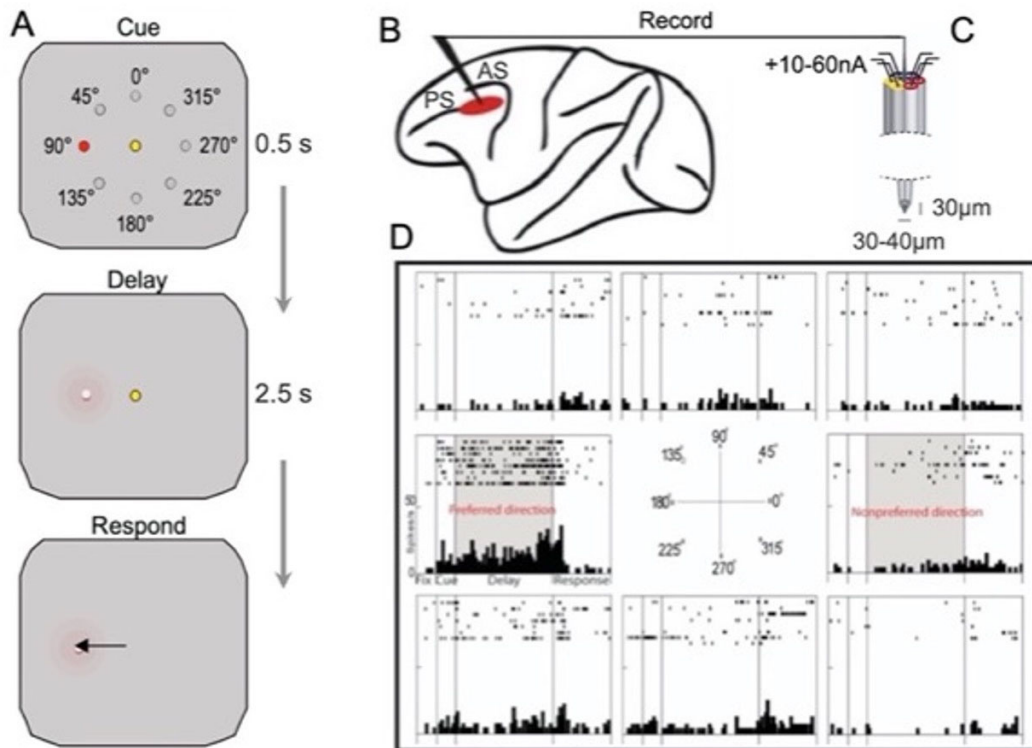 A
Cue
0°
45°
315°
90°
270°
0.5 s
135°
225°
180°
Delay
2.5 s
Respond
B
Record
C
AS
PS
+10-60nA
30µm
30-40µm
D
90°
135°
45°
180°
0°
225°
315
270°
Preferred direction
Nonpreferred direction
50
Spikes/s
0
Fix Cue Delay Response